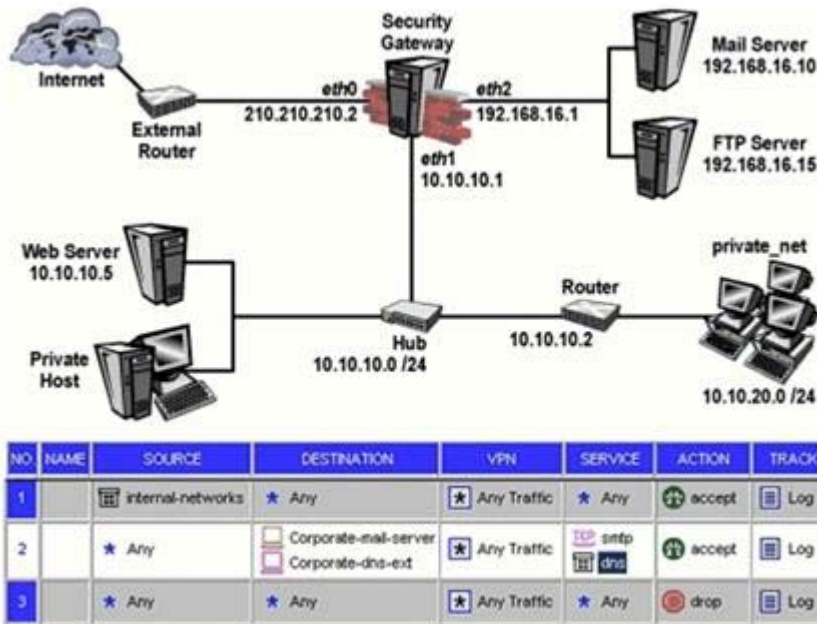 Security
Gateway
Internet
External
Router
eth0
210.210.210.2
eth2
192.168.16.1
eth1
10.10.10.1
Mail Server
192.168.16.10
FTP Server
192.168.16.15
Web Server
10.10.10.5
Private
Host
Hub
10.10.10.0 /24
Router
10.10.10.2
private_net
10.10.20.0 /24
NO. NAME SOURCE DESTINATION VPN SERVICE ACTION TRACK
1 internal-networks * Any * Any Traffic * Any accept Log
2 * Any Corporate-mail-server * Any Traffic TCP smtp accept Log
Corporate-dns-ext dns
3 * Any * Any * Any Traffic * Any drop Log